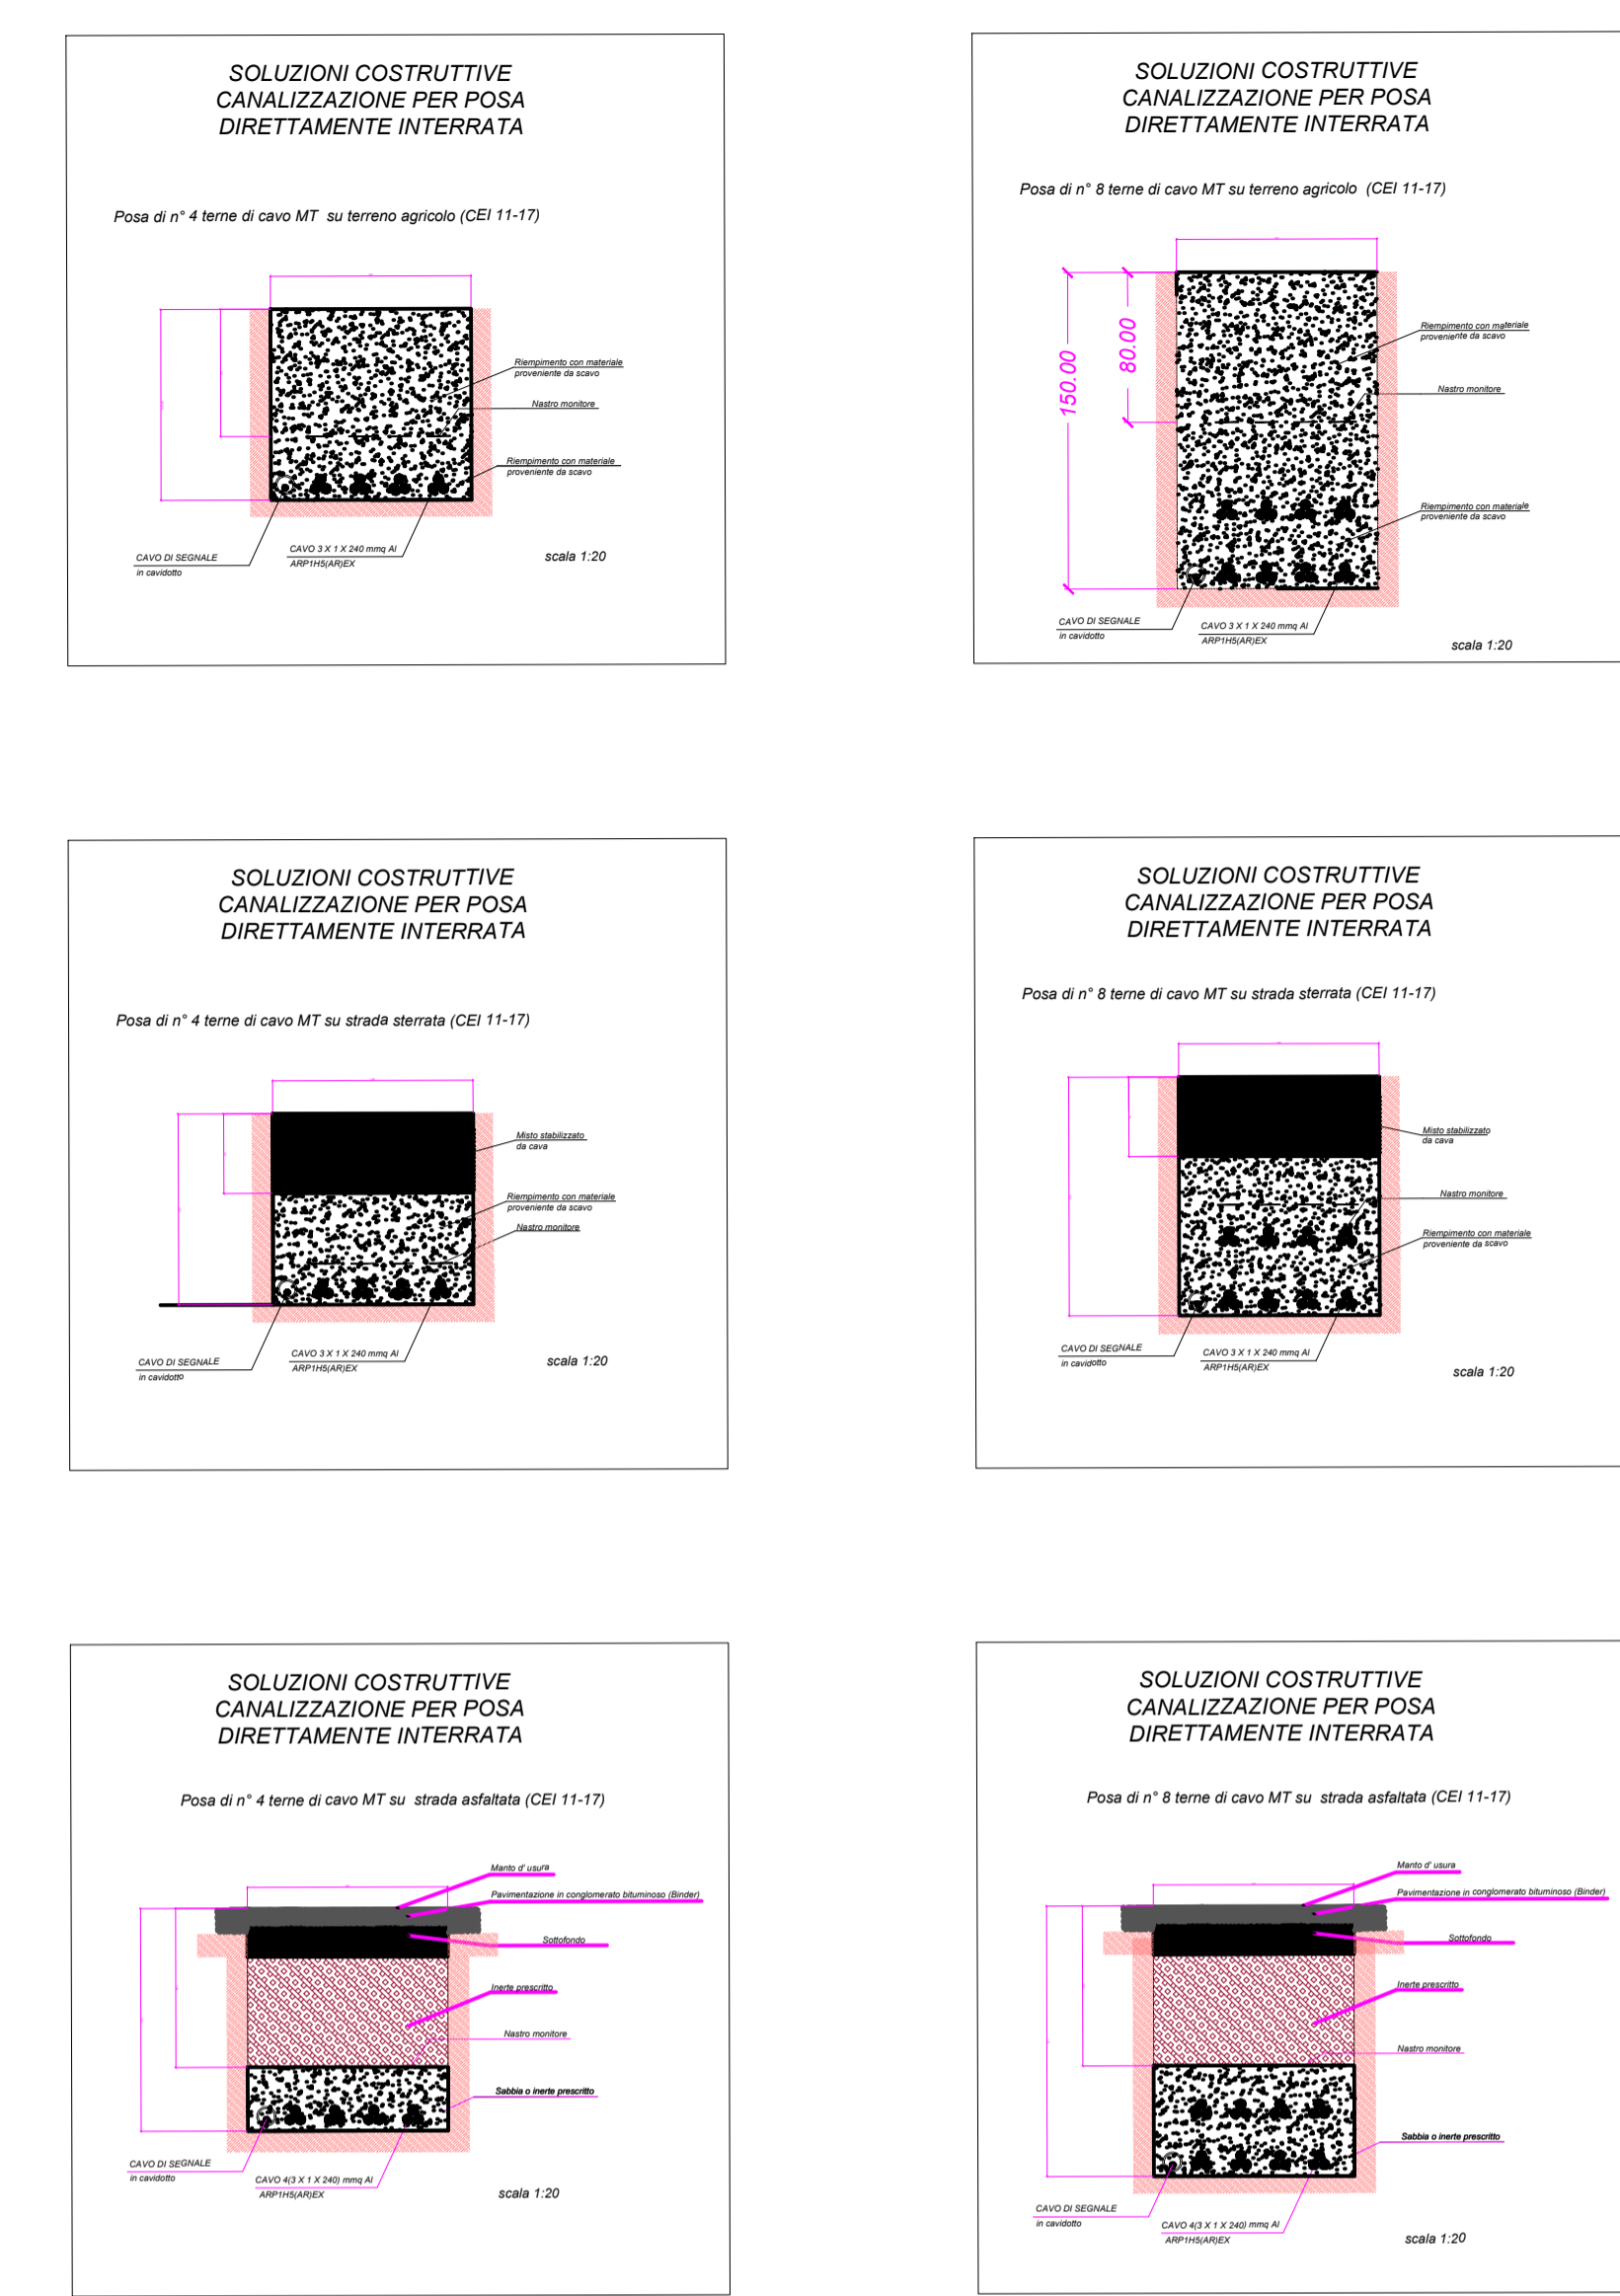 SOLUZIONI COSTRUTTIVE
CANALIZZAZIONE PER POSA
DIRETTAMENTE INTERRATA
Posa di n° 4 terne di cavo MT su terreno agricolo (CEI 11-17)
Riempimento con materiale
proveniente da scavo
Nastro monitore
Riempimento con materiale
proveniente da scavo
CAVO DI SEGNALE
in cavidotto
CAVO 3 X 1 X 240 mmq Al
ARP1H5(AR)EX
scala 1:20
SOLUZIONI COSTRUTTIVE
CANALIZZAZIONE PER POSA
DIRETTAMENTE INTERRATA
Posa di n° 8 terne di cavo MT su terreno agricolo (CEI 11-17)
150.00
80.00
Riempimento con materiale
proveniente da scavo
Nastro monitore
Riempimento con materiale
proveniente da scavo
CAVO DI SEGNALE
in cavidotto
CAVO 3 X 1 X 240 mmq Al
ARP1H5(AR)EX
scala 1:20
SOLUZIONI COSTRUTTIVE
CANALIZZAZIONE PER POSA
DIRETTAMENTE INTERRATA
Posa di n° 4 terne di cavo MT su strada sterrata (CEI 11-17)
Misto stabilizzato
da cava
Riempimento con materiale
proveniente da scavo
Nastro monitore
CAVO DI SEGNALE
in cavidotto
CAVO 3 X 1 X 240 mmq Al
ARP1H5(AR)EX
scala 1:20
SOLUZIONI COSTRUTTIVE
CANALIZZAZIONE PER POSA
DIRETTAMENTE INTERRATA
Posa di n° 8 terne di cavo MT su strada sterrata (CEI 11-17)
Misto stabilizzato
da cava
Nastro monitore
Riempimento con materiale
proveniente da scavo
CAVO DI SEGNALE
in cavidotto
CAVO 3 X 1 X 240 mmq Al
ARP1H5(AR)EX
scala 1:20
SOLUZIONI COSTRUTTIVE
CANALIZZAZIONE PER POSA
DIRETTAMENTE INTERRATA
Posa di n° 4 terne di cavo MT su strada asfaltata (CEI 11-17)
Manto d' usura
Pavimentazione in conglomerato bituminoso (Binder)
Sottofondo
Inerte prescritto
Nastro monitore
Sabbia o inerte prescritto
CAVO DI SEGNALE
in cavidotto
CAVO 4(3 X 1 X 240) mmq Al
ARP1H5(AR)EX
scala 1:20
SOLUZIONI COSTRUTTIVE
CANALIZZAZIONE PER POSA
DIRETTAMENTE INTERRATA
Posa di n° 8 terne di cavo MT su strada asfaltata (CEI 11-17)
Manto d' usura
Pavimentazione in conglomerato bituminoso (Binder)
Sottofondo
Inerte prescritto
Nastro monitore
Sabbia o inerte prescritto
CAVO DI SEGNALE
in cavidotto
CAVO 4(3 X 1 X 240) mmq Al
ARP1H5(AR)EX
scala 1:20